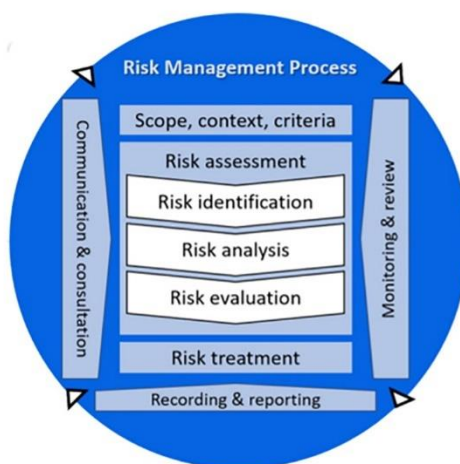 Risk Management Process
Scope, context, criteria
Risk assessment
Risk identification
Risk analysis
Risk evaluation
Risk treatment
Communication & consultation
Monitoring & review
Recording & reporting